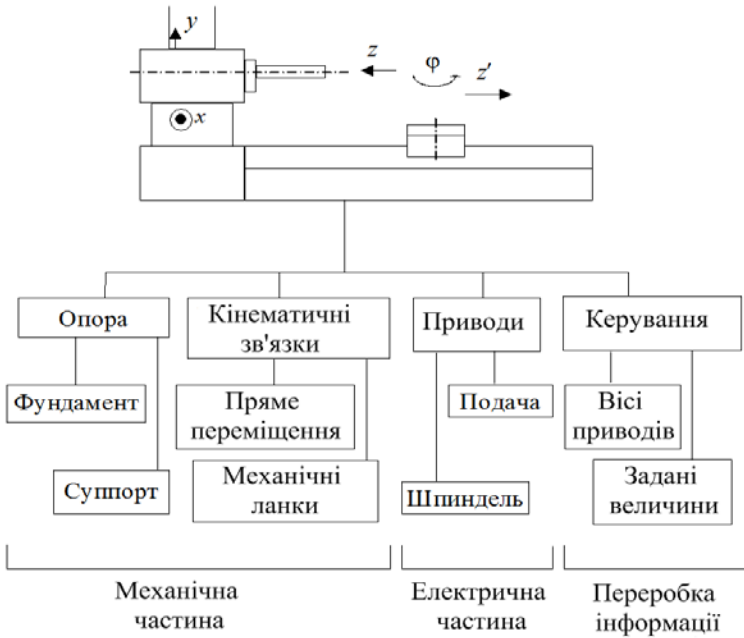 y
z
φ
z'
x
Опора
Кінематичні
зв'язки
Приводи
Керування
Фундамент
Пряме
переміщення
Подача
Вісі
приводів
Суппорт
Механічні
ланки
Шпиндель
Задані
величини
Механічна
частина
Електрична
частина
Переробка
інформації